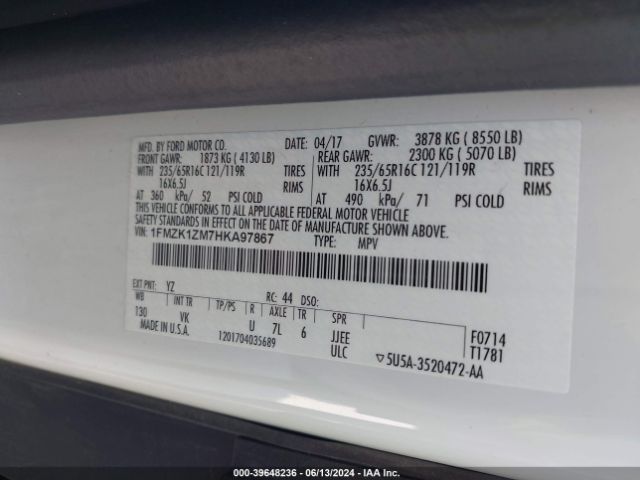 MFD. BY FORD MOTOR CO. DATE: 04/17 GVWR: 3878 KG ( 8550 LB)
FRONT GAWR: 1873 KG ( 4130 LB) REAR GAWR: 2300 KG ( 5070 LB)
WITH 235/65R16C 121/119R TIRES WITH 235/65R16C 121/119R TIRES
16X6.5J RIMS 16X6.5J RIMS
AT 360 kPa/ 52 PSI COLD AT 490 kPa/ 71 PSI COLD
THIS VEHICLE CONFORMS TO ALL APPLICABLE FEDERAL MOTOR VEHICLE
SAFETY STANDARDS IN EFFECT ON THE DATE OF MANUFACTURE SHOWN ABOVE.
VIN: 1FMZK1ZM7HKA97867 TYPE: MPV
EXT PNT: YZ RC: 44 DSO:
WB INT TR TP/PS R AXLE TR SPR
130 VK U 7L 6 JJEE F0714
MADE IN U.S.A. 1201704035689 ULC T1781
▽5U5A-3520472-AA
000-39648236 - 06/13/2024 - IAA Inc.